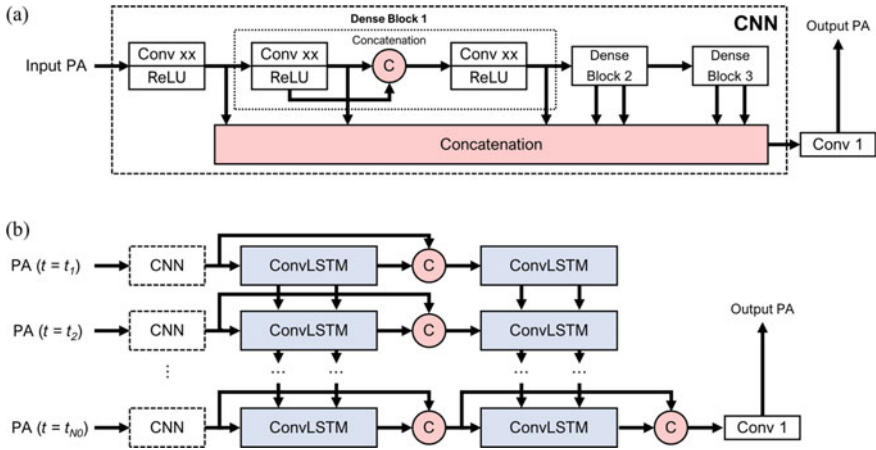 (a)
Dense Block 1
CNN
Output PA
Input PA
Conv xx
ReLU
Conv xx
ReLU
Concatenation
C
Conv xx
ReLU
Dense
Block 2
Dense
Block 3
Concatenation
Conv 1
(b)
PA (t = t1)
CNN
ConvLSTM
C
ConvLSTM
PA (t = t2)
CNN
ConvLSTM
C
ConvLSTM
Output PA
⋮
...
...
...
...
PA (t = tN0)
CNN
ConvLSTM
C
ConvLSTM
C
Conv 1